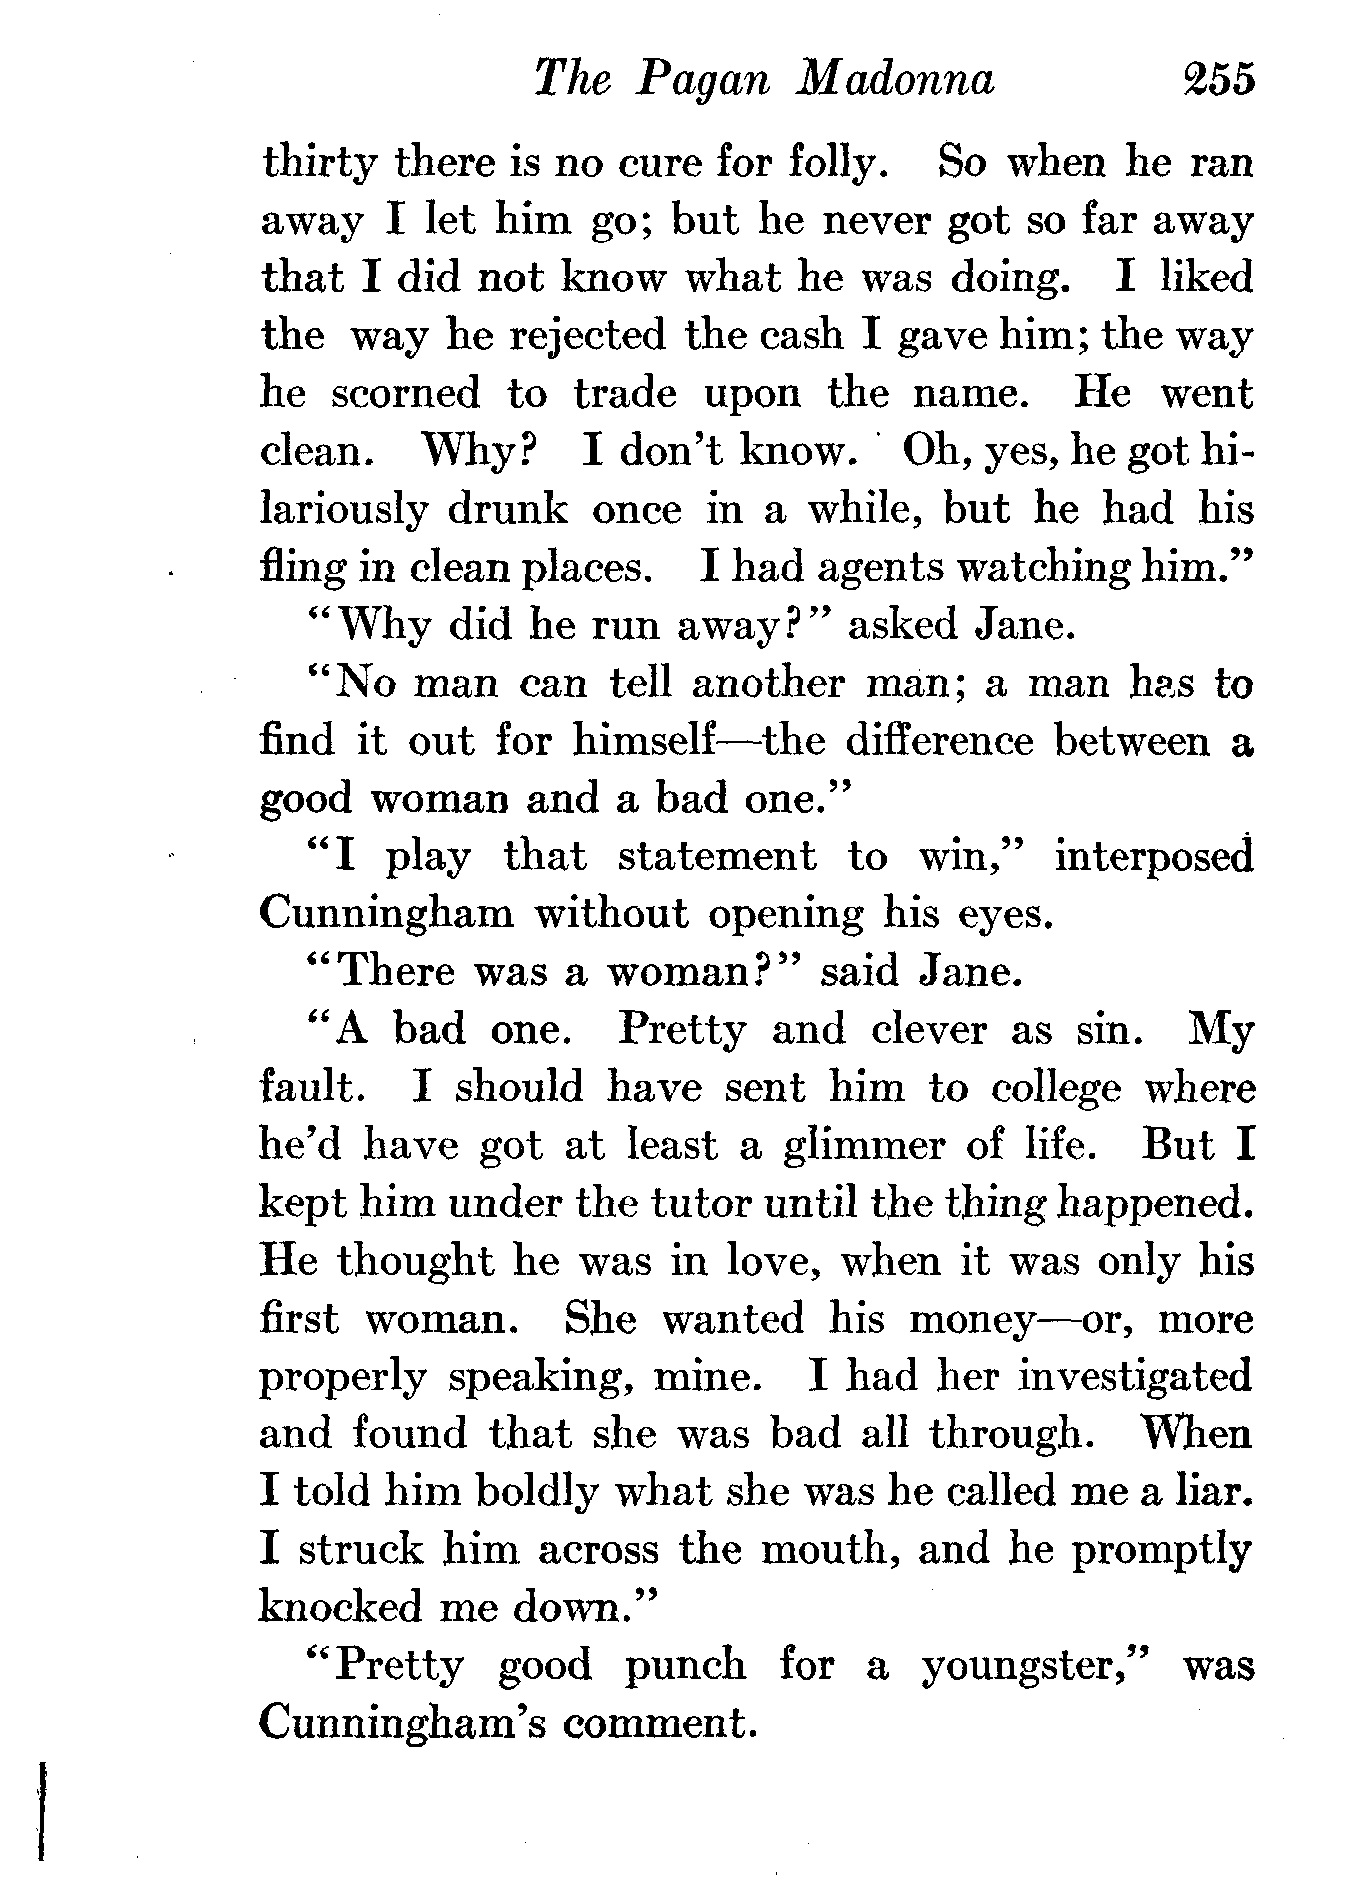 The Pagan Madonna 255
thirty there is no cure for folly. So when he ran
away I let him go; but he never got so far away
that I did not know what he was doing. I liked
the way he rejected the cash I gave him; the way
he scorned to trade upon the name. He went
clean. Why? I don't know. Oh, yes, he got hi-
lariously drunk once in a while, but he had his
fling in clean places. I had agents watching him."
"Why did he run away?" asked Jane.
"No man can tell another man; a man has to
find it out for himself—the difference between a
good woman and a bad one."
"I play that statement to win," interposed
Cunningham without opening his eyes.
"There was a woman?" said Jane.
"A bad one. Pretty and clever as sin. My
fault. I should have sent him to college where
he'd have got at least a glimmer of life. But I
kept him under the tutor until the thing happened.
He thought he was in love, when it was only his
first woman. She wanted his money—or, more
properly speaking, mine. I had her investigated
and found that she was bad all through. When
I told him boldly what she was he called me a liar.
I struck him across the mouth, and he promptly
knocked me down."
"Pretty good punch for a youngster," was
Cunningham's comment.